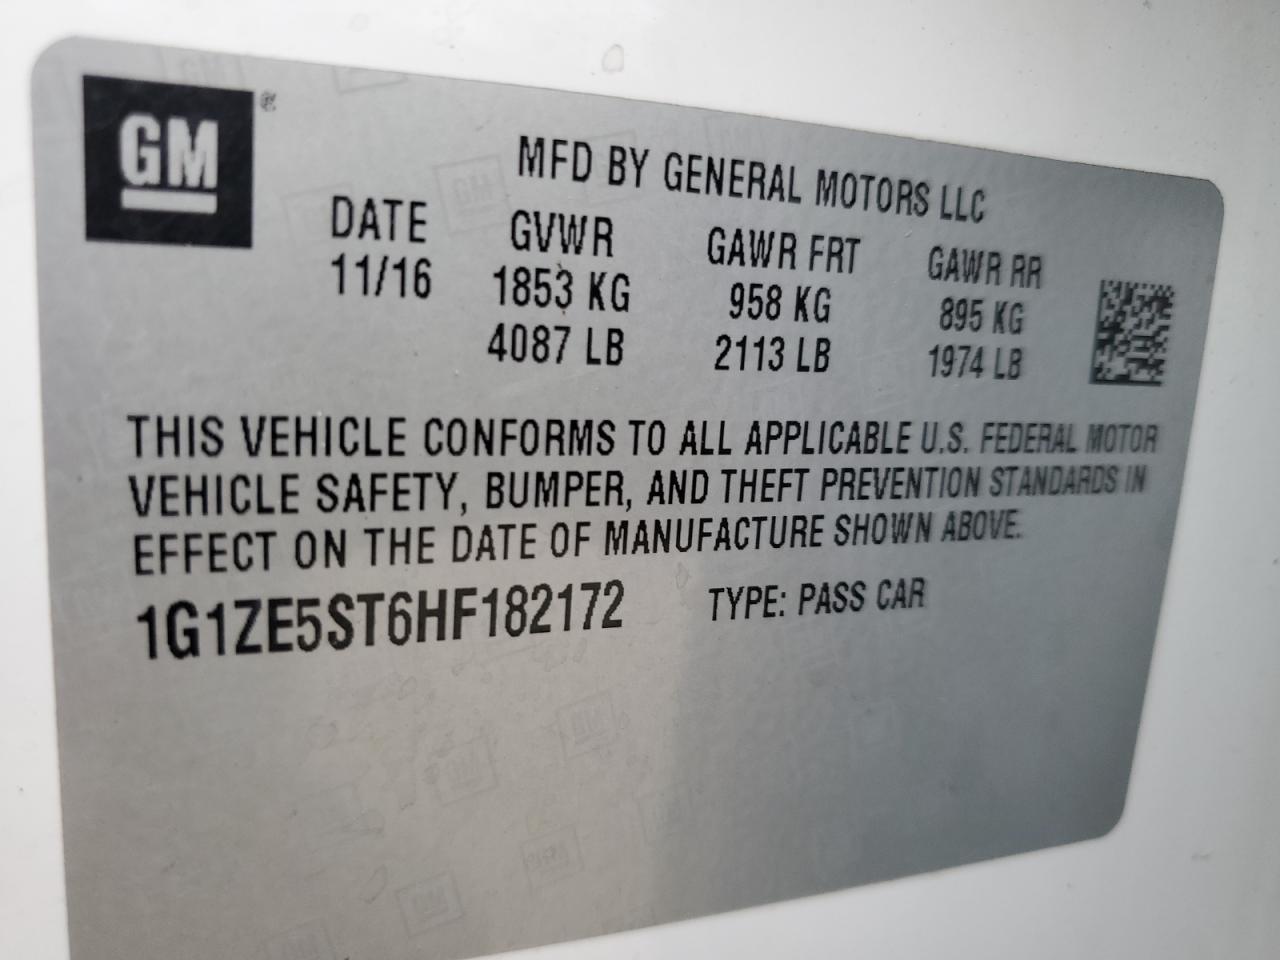 GM ®
MFD BY GENERAL MOTORS LLC
DATE GVWR GAWR FRT GAWR RR
11/16 1853 KG 958 KG 895 KG
4087 LB 2113 LB 1974 LB
THIS VEHICLE CONFORMS TO ALL APPLICABLE U.S. FEDERAL MOTOR
VEHICLE SAFETY, BUMPER, AND THEFT PREVENTION STANDARDS IN
EFFECT ON THE DATE OF MANUFACTURE SHOWN ABOVE.
1G1ZE5ST6HF182172 TYPE: PASS CAR